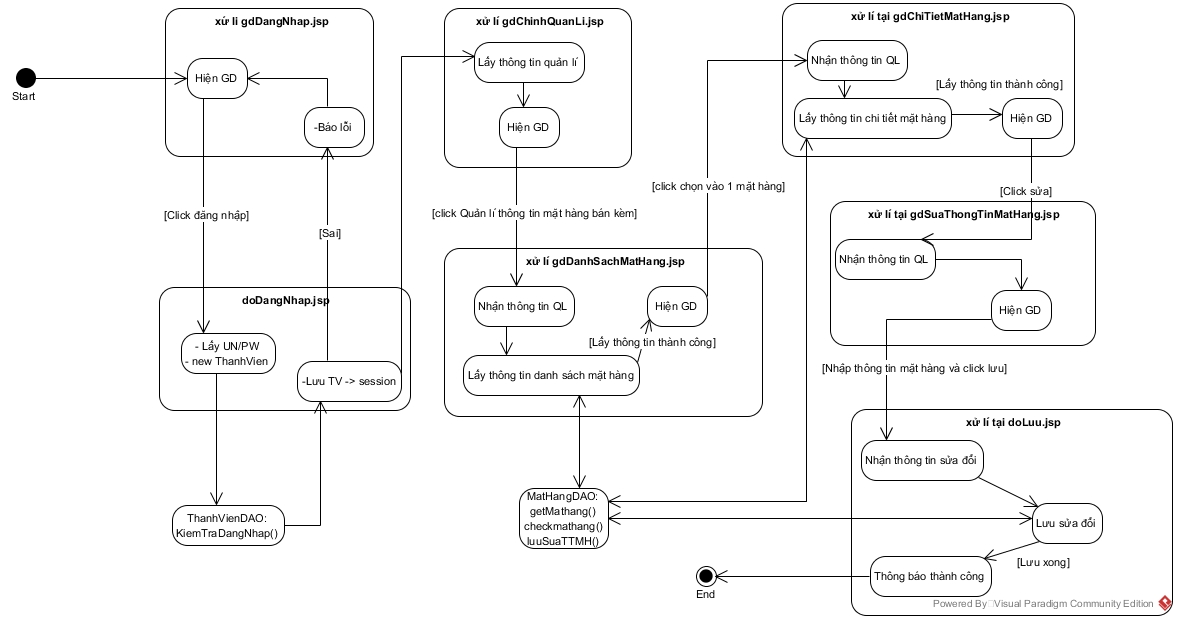 xử li gdDangNhap.jsp
Hiện GD
Start
-Báo lỗi
[Click đăng nhập]
[Sai]
doDangNhap.jsp
- Lấy UN/PW
- new ThanhVien
-Lưu TV -> session
ThanhVienDAO:
KiemTraDangNhap()
xử lí gdChinhQuanLi.jsp
Lấy thông tin quản lí
Hiện GD
[click Quản lí thông tin mặt hàng bán kèm]
xử lí gdDanhSachMatHang.jsp
Nhận thông tin QL
Hiện GD
[Lấy thông tin thành công]
Lấy thông tin danh sách mặt hàng
MatHangDAO:
getMathang()
checkmathang()
luuSuaTTMH()
[click chọn vào 1 mặt hàng]
xử lí tại gdChiTietMatHang.jsp
Nhận thông tin QL
[Lấy thông tin thành công]
Lấy thông tin chi tiết mặt hàng
Hiện GD
[Click sửa]
xử lí tại gdSuaThongTinMatHang.jsp
Nhận thông tin QL
Hiện GD
[Nhập thông tin mặt hàng và click lưu]
xử lí tại doLuu.jsp
Nhận thông tin sửa đổi
Lưu sửa đổi
[Lưu xong]
Thông báo thành công
End
Powered By Visual Paradigm Community Edition